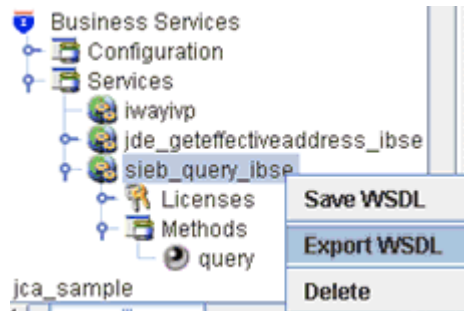 Business Services
Configuration
Services
iwayivp
jde_geteffectiveaddress_ibse
sieb_query_ibse
Licenses
Save WSDL
Methods
Export WSDL
query
jca_sample
Delete